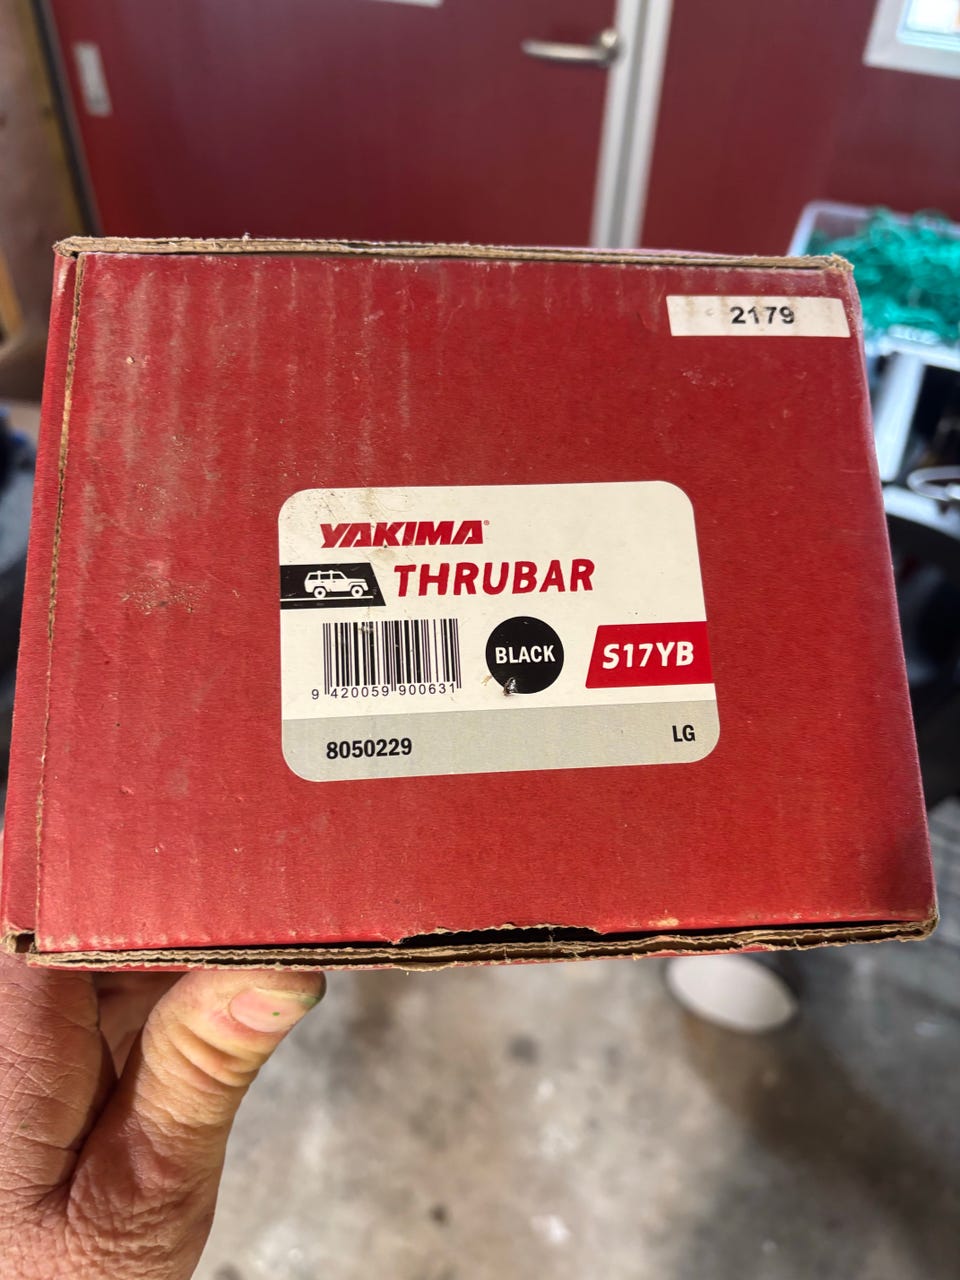 2179
YAKIMA®
THRUBAR
BLACK
S17YB
9 420059 900631
8050229
LG